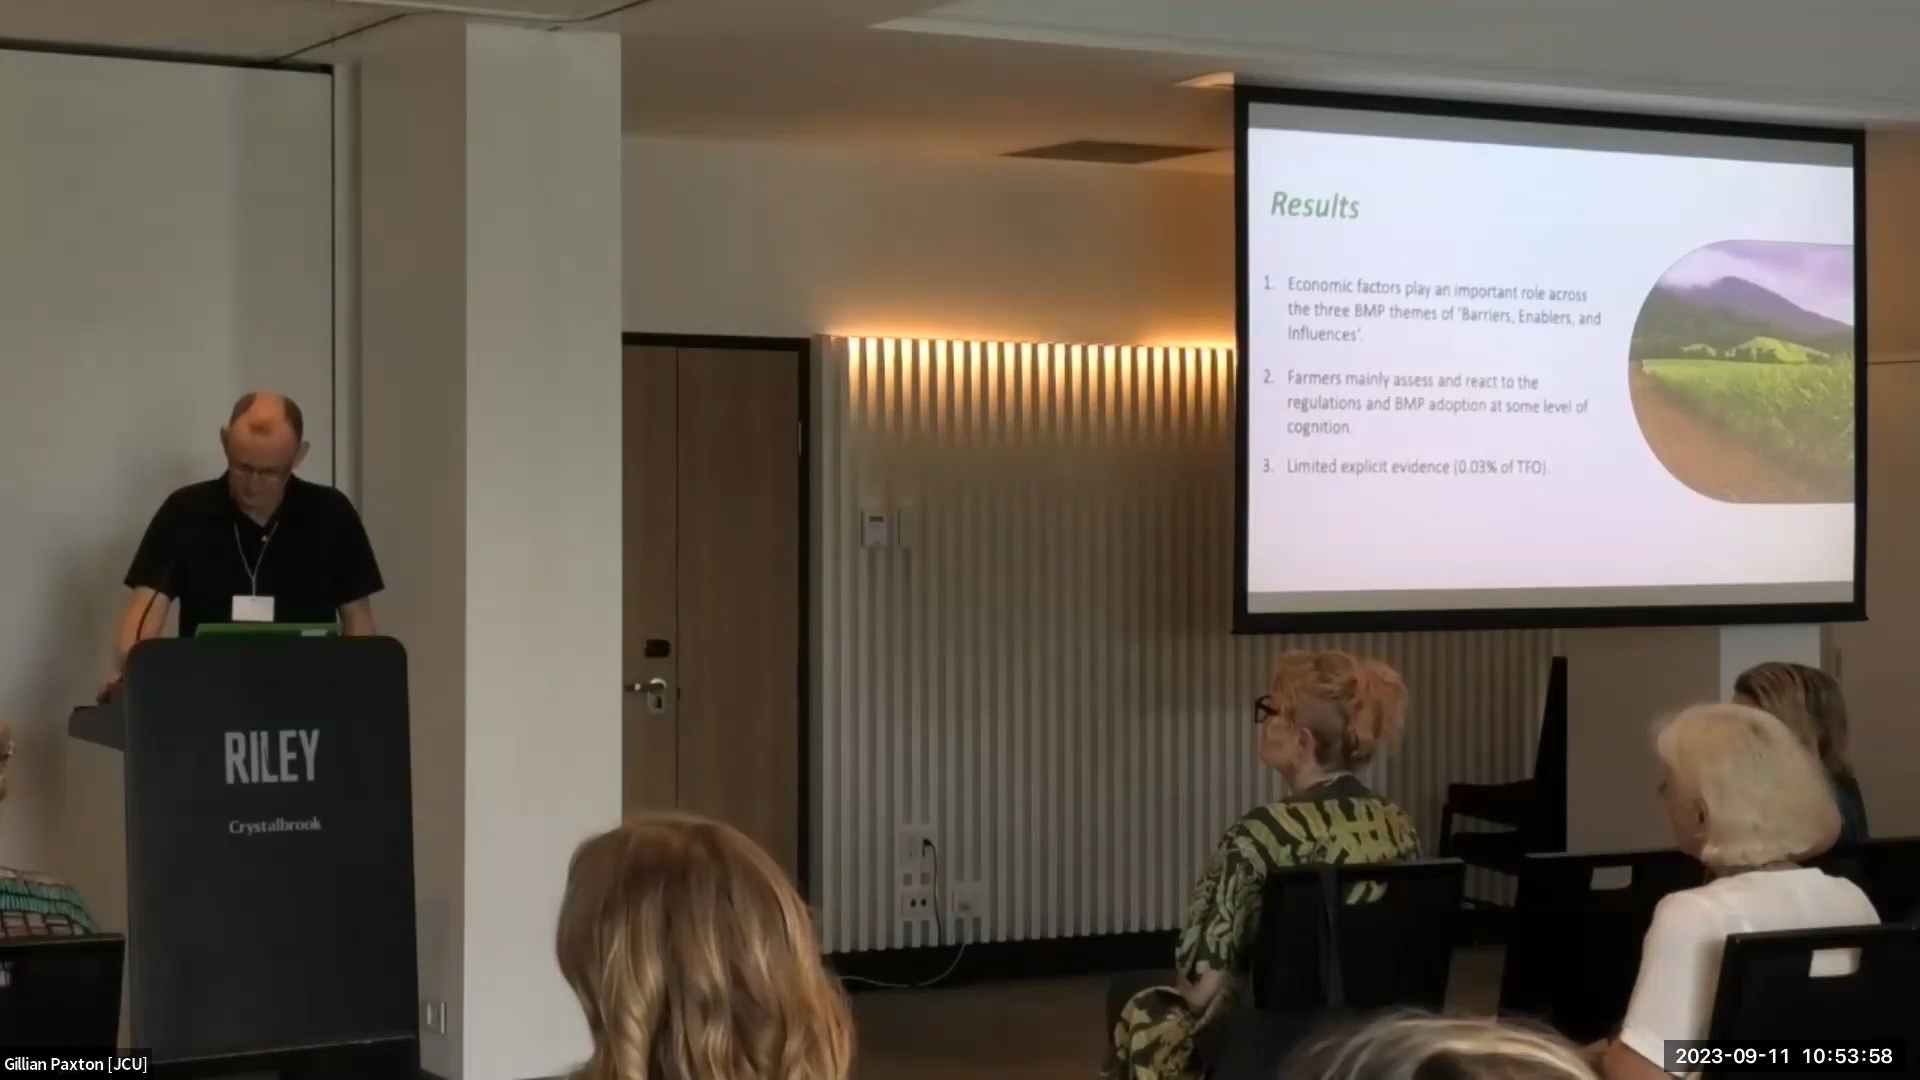 Results
1. Economic factors play an important role across
the three BMP themes of 'Barriers, Enablers, and
Influences'.
2. Farmers mainly assess and react to the
regulations and BMP adoption at some level of
cognition.
3. Limited explicit evidence (0.03% of TFO).
RILEY
Crystalbrook
Gillian Paxton [JCU]
2023-09-11 10:53:58